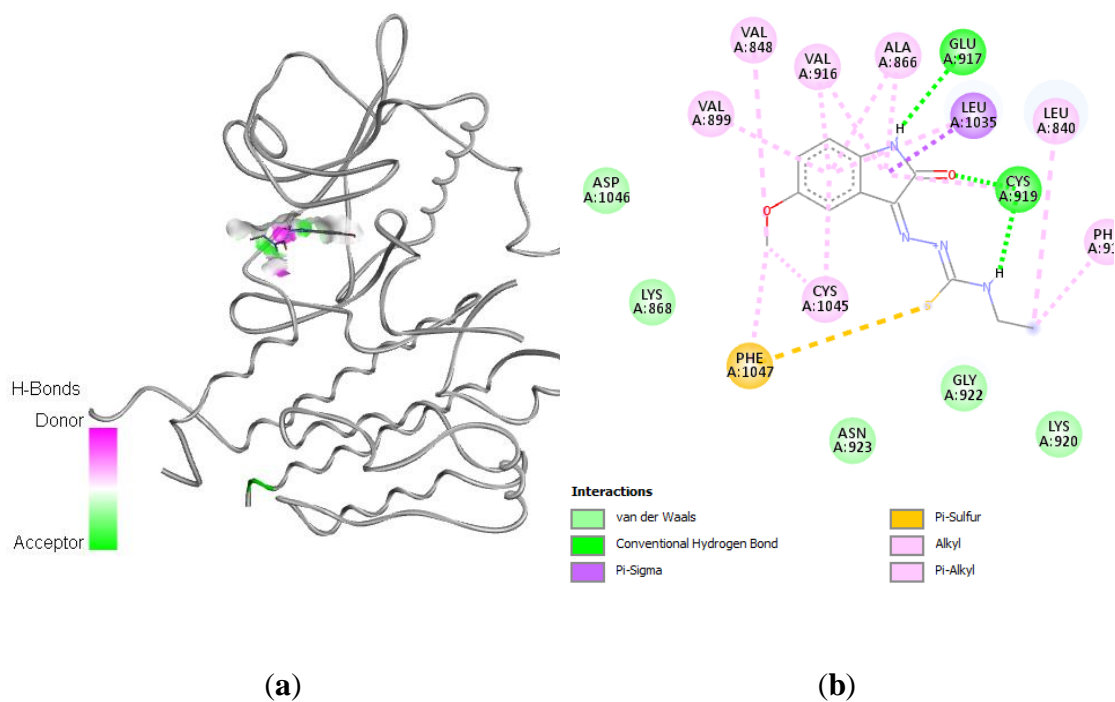 H-Bonds
Donor
Acceptor
VAL
A:848
VAL
A:916
ALA
A:866
GLU
A:917
VAL
A:899
LEU
A:1035
LEU
A:840
H
N
O
CYS
A:919
ASP
A:1046
O
N
N
PH
A:91
H
N
LYS
A:868
CYS
A:1045
PHE
A:1047
GLY
A:922
ASN
A:923
LYS
A:920
Interactions
van der Waals
Conventional Hydrogen Bond
Pi-Sigma
Pi-Sulfur
Alkyl
Pi-Alkyl
(a)
(b)